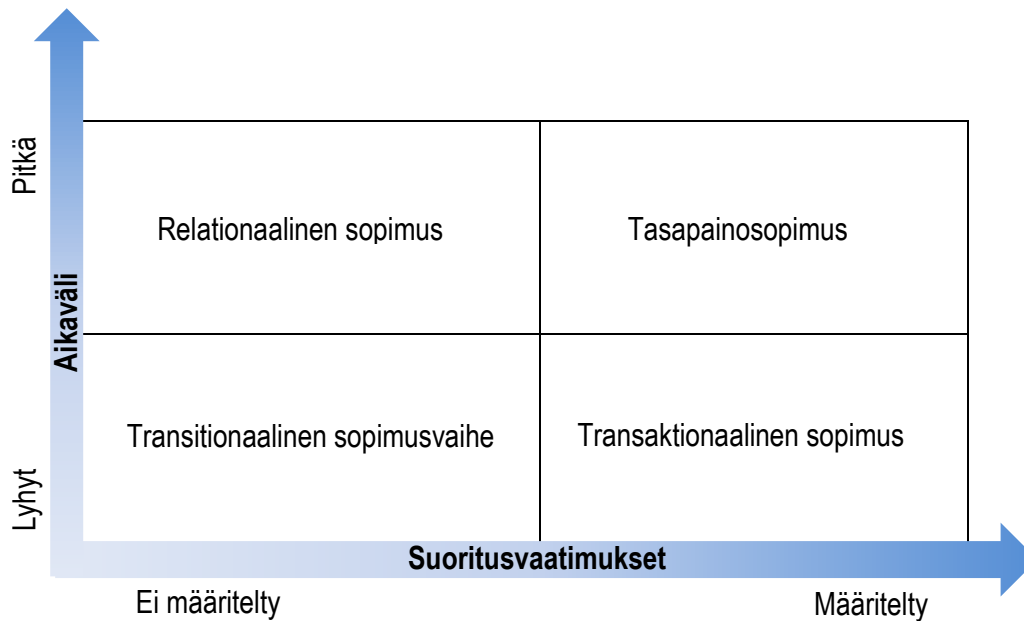 Pitkä
Relationaalinen sopimus
Tasapainosopimus
Aikaväli
Transitionaalinen sopimusvaihe
Transaktionaalinen sopimus
Lyhyt
Suoritusvaatimukset
Ei määritelty
Määritelty